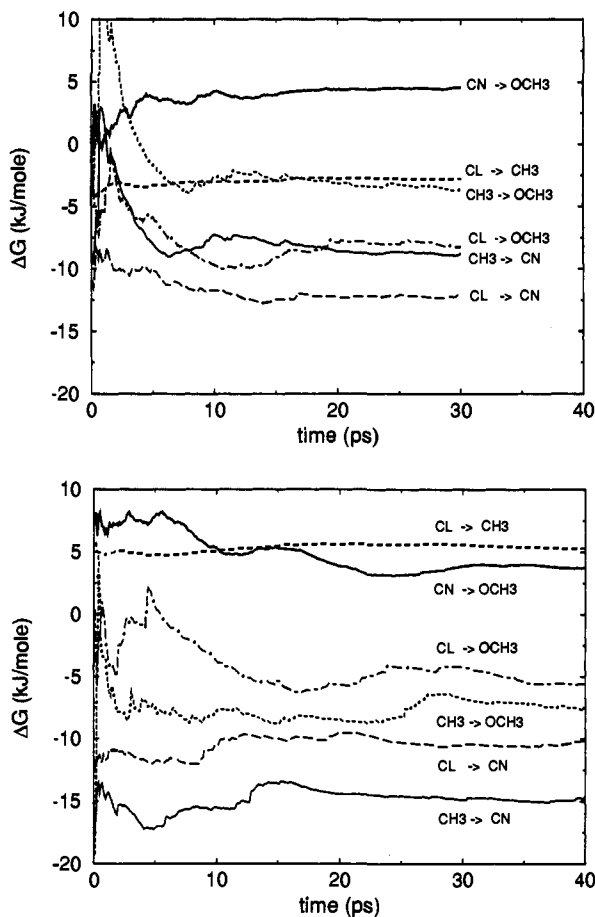 10
5
0
-5
-10
-15
-20
ΔG (kJ/mole)
CN -> OCH3
CL -> CH3
CH3 -> OCH3
CL -> OCH3
CH3 -> CN
CL -> CN
0 10 20 30 40
time (ps)
10
5
0
-5
-10
-15
-20
ΔG (kJ/mole)
CL -> CH3
CN -> OCH3
CL -> OCH3
CH3 -> OCH3
CL -> CN
CH3 -> CN
0 10 20 30 40
time (ps)